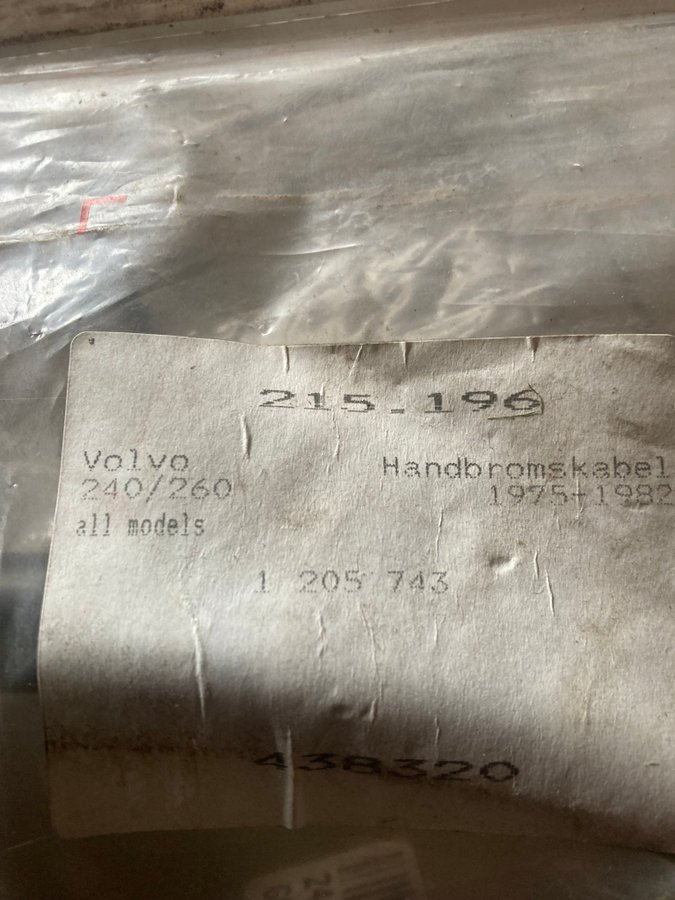 215.196
Volvo Handbromskabel
240/260 1975-1982
all models
1 205 743
438320